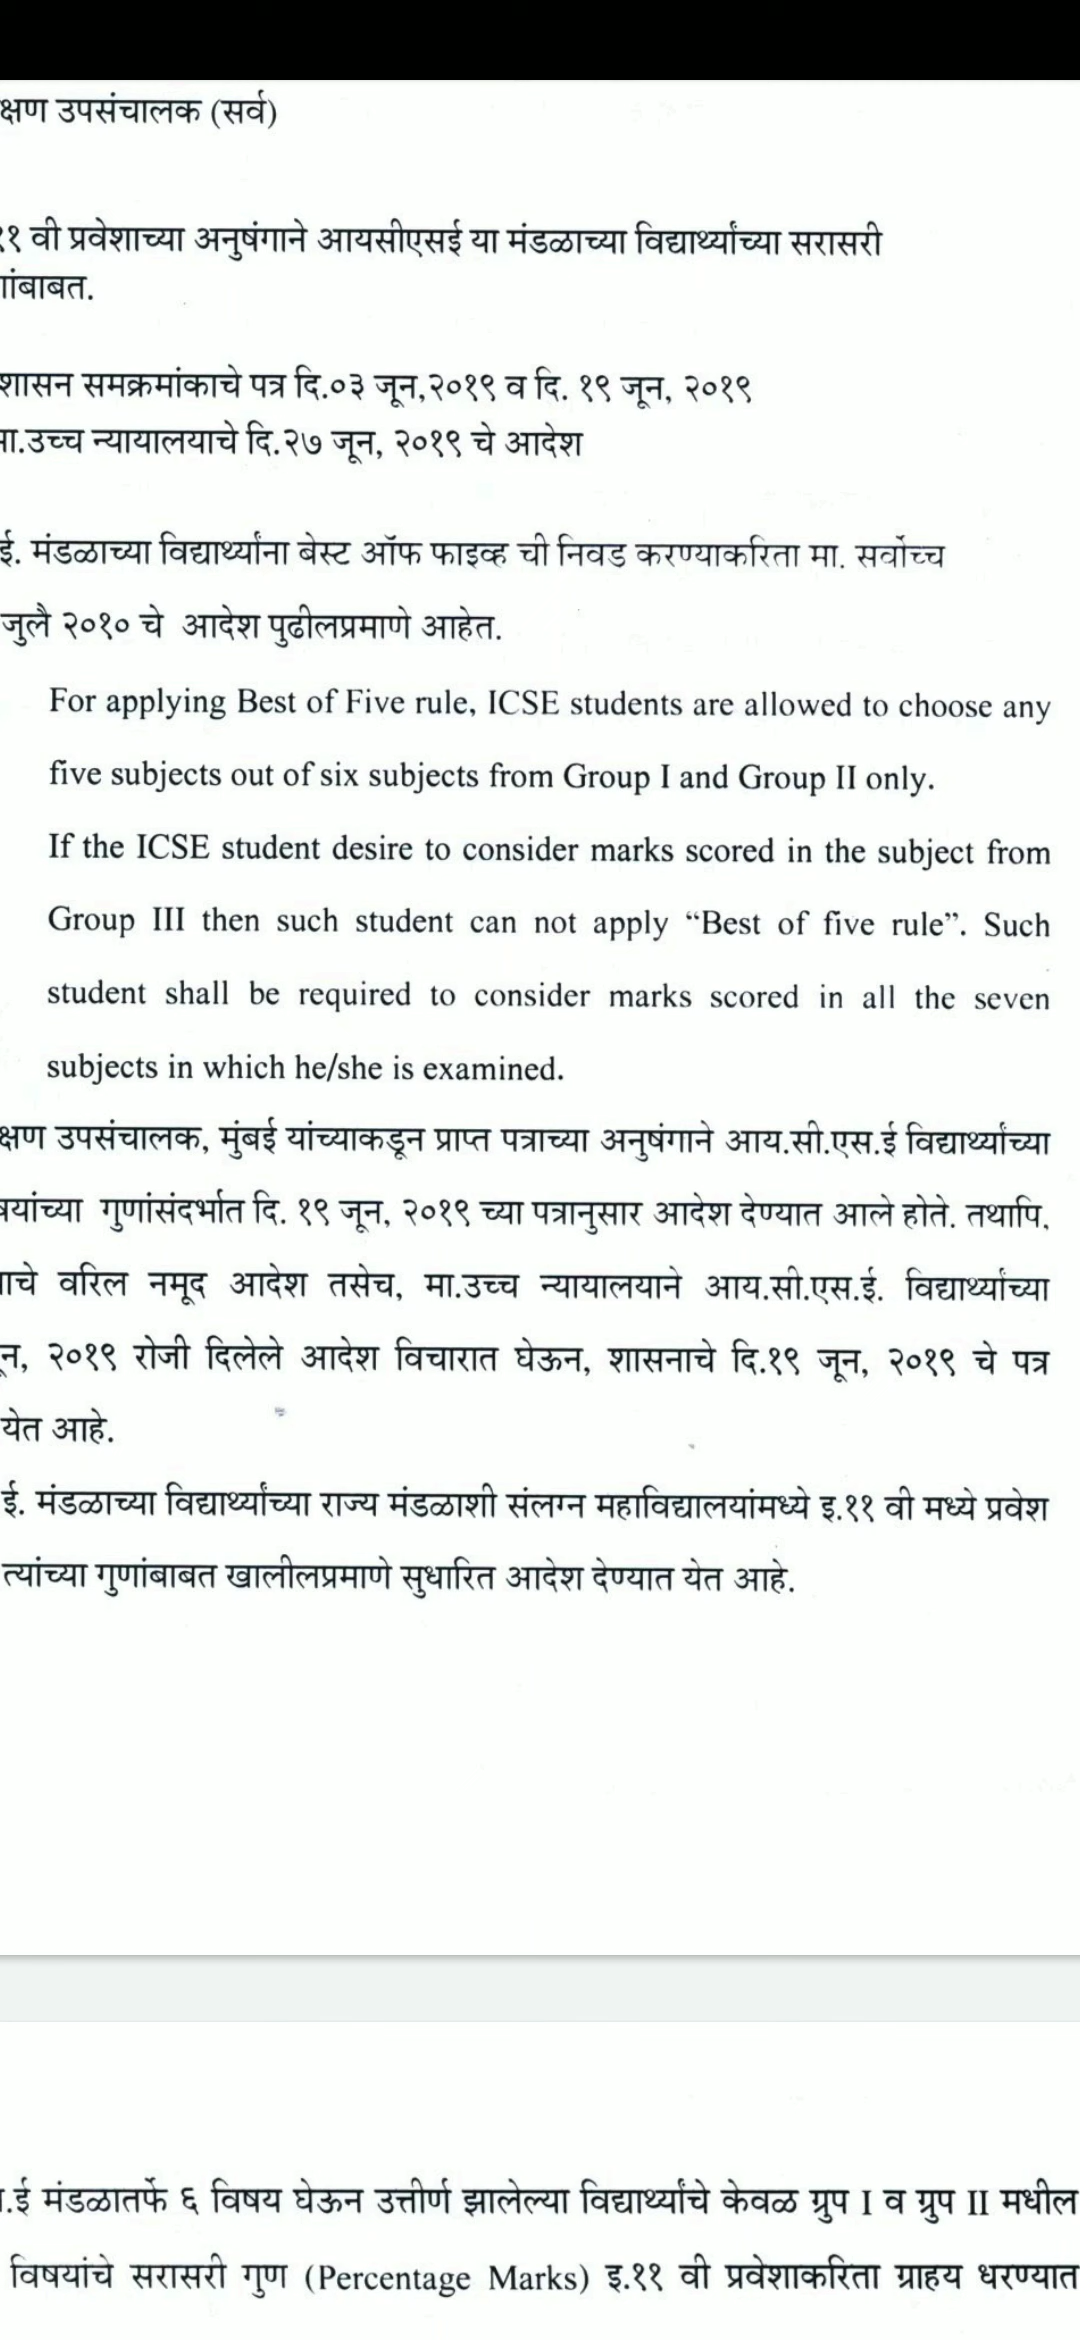 क्षण उपसंचालक (सर्व)
११ वी प्रवेशाच्या अनुषंगाने आयसीएसई या मंडळाच्या विद्यार्थ्यांच्या सरासरी
गांबाबत.
शासन समक्रमांकाचे पत्र दि.०३ जून,२०१९ व दि. १९ जून, २०१९
मा.उच्च न्यायालयाचे दि.२७ जून, २०१९ चे आदेश
ई. मंडळाच्या विद्यार्थ्यांना बेस्ट ऑफ फाइव्ह ची निवड करण्याकरिता मा. सर्वोच्च
जुलै २०१० चे आदेश पुढीलप्रमाणे आहेत.
For applying Best of Five rule, ICSE students are allowed to choose any
five subjects out of six subjects from Group I and Group II only.
If the ICSE student desire to consider marks scored in the subject from
Group III then such student can not apply “Best of five rule”. Such
student shall be required to consider marks scored in all the seven
subjects in which he/she is examined.
क्षण उपसंचालक, मुंबई यांच्याकडून प्राप्त पत्राच्या अनुषंगाने आय.सी.एस.ई विद्यार्थ्यांच्या
षयांच्या गुणांसंदर्भात दि. १९ जून, २०१९ च्या पत्रानुसार आदेश देण्यात आले होते. तथापि,
ाचे वरिल नमूद आदेश तसेच, मा.उच्च न्यायालयाने आय.सी.एस.ई. विद्यार्थ्यांच्या
न, २०१९ रोजी दिलेले आदेश विचारात घेऊन, शासनाचे दि.१९ जून, २०१९ चे पत्र
येत आहे.
ई. मंडळाच्या विद्यार्थ्यांच्या राज्य मंडळाशी संलग्न महाविद्यालयांमध्ये इ.११ वी मध्ये प्रवेश
त्यांच्या गुणांबाबत खालीलप्रमाणे सुधारित आदेश देण्यात येत आहे.
.ई मंडळातर्फे ६ विषय घेऊन उत्तीर्ण झालेल्या विद्यार्थ्यांचे केवळ ग्रुप I व ग्रुप II मधील
विषयांचे सरासरी गुण (Percentage Marks) इ.११ वी प्रवेशाकरिता ग्राहय धरण्यात